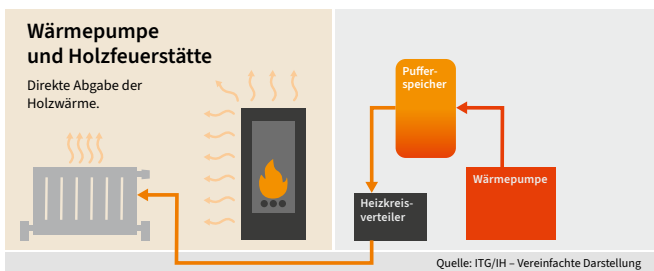 Wärmepumpe
und Holzfeuerstätte
Direkte Abgabe der
Holzwärme.
Puffer-
speicher
Wärmepumpe
Heizkreis-
verteiler
Quelle: ITG/IH – Vereinfachte Darstellung